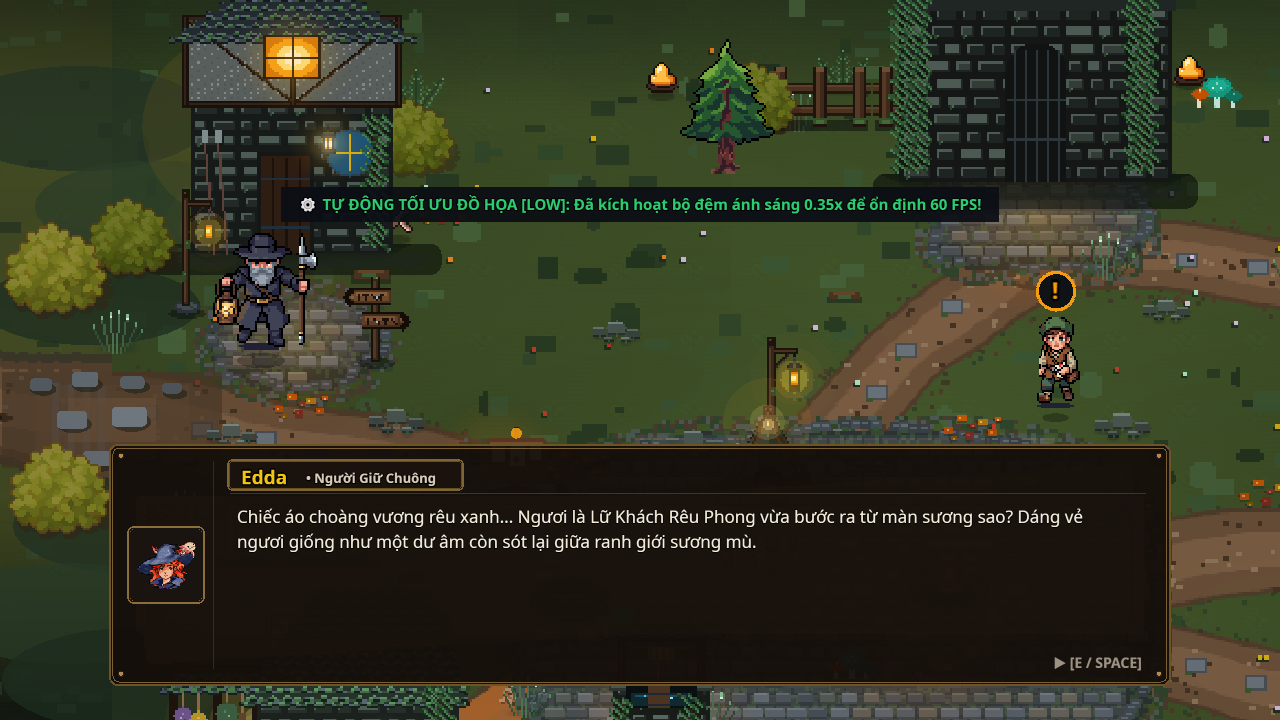 TỰ ĐỘNG TỐI ƯU ĐỒ HỌA [LOW]: Đã kích hoạt bộ đệm ánh sáng 0.35x để ổn định 60 FPS!
!
Edda • Người Giữ Chuông
Chiếc áo choàng vương rêu xanh... Ngươi là Lữ Khách Rêu Phong vừa bước ra từ màn sương sao? Dáng vẻ
ngươi giống như một dư âm còn sót lại giữa ranh giới sương mù.
▶ [E / SPACE]